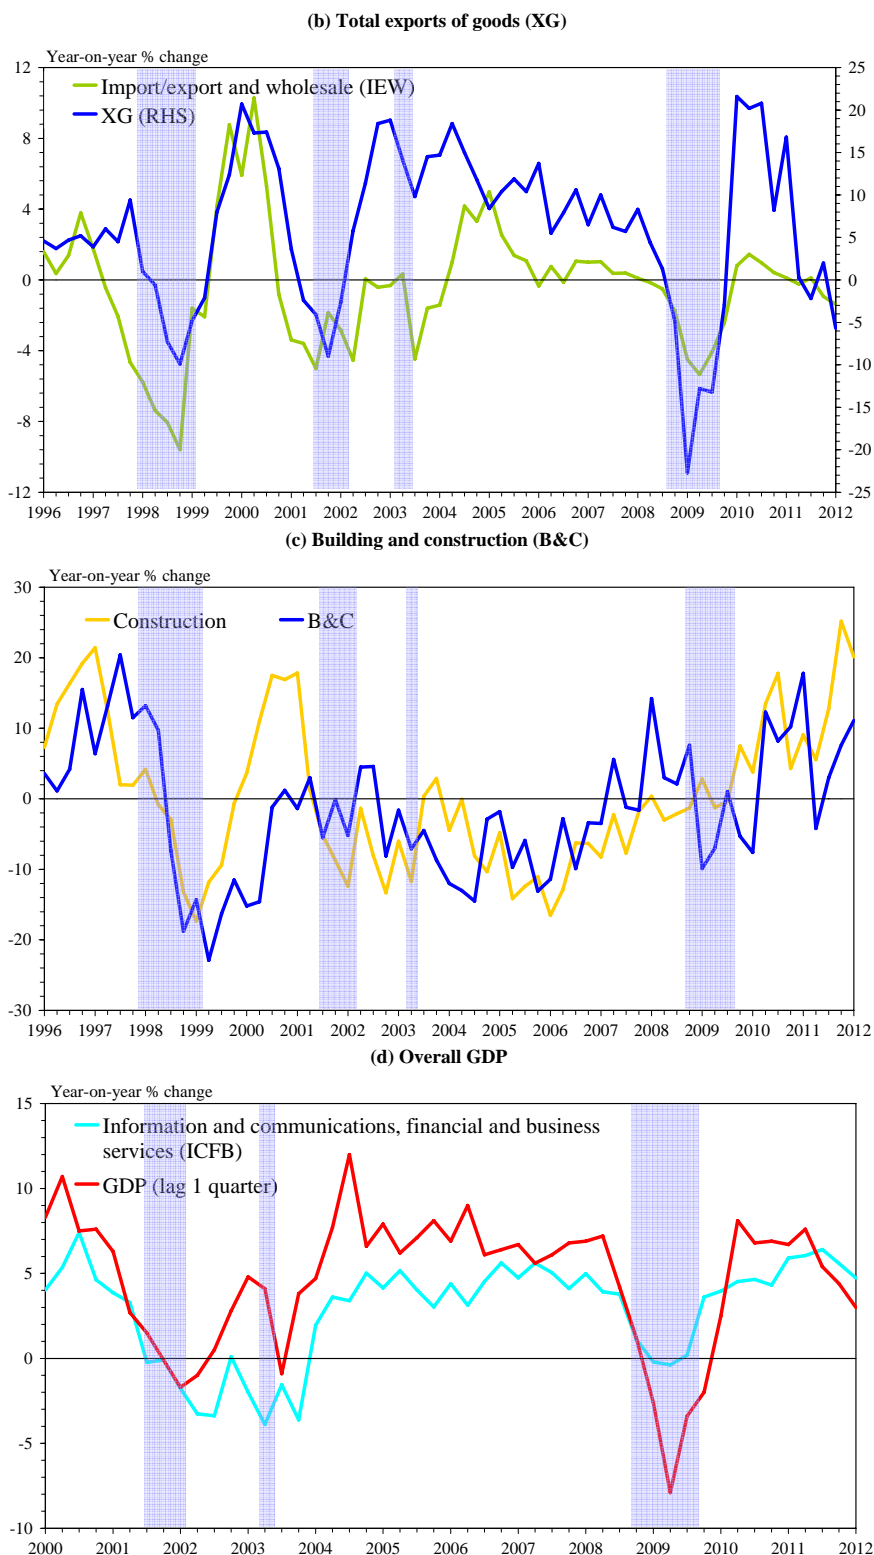 (b) Total exports of goods (XG)
Year-on-year % change
12 25
Import/export and wholesale (IEW)
XG (RHS)
20
8
15
4 10
5
0 0
-5
-4
-10
-8 -15
-20
-12 -25
1996 1997 1998 1999 2000 2001 2002 2003 2004 2005 2006 2007 2008 2009 2010 2011 2012
(c) Building and construction (B&C)
Year-on-year % change
30
Construction B&C
20
10
0
-10
-20
-30
1996 1997 1998 1999 2000 2001 2002 2003 2004 2005 2006 2007 2008 2009 2010 2011 2012
(d) Overall GDP
Year-on-year % change
15
Information and communications, financial and business
services (ICFB)
GDP (lag 1 quarter)
10
5
0
-5
-10
2000 2001 2002 2003 2004 2005 2006 2007 2008 2009 2010 2011 2012